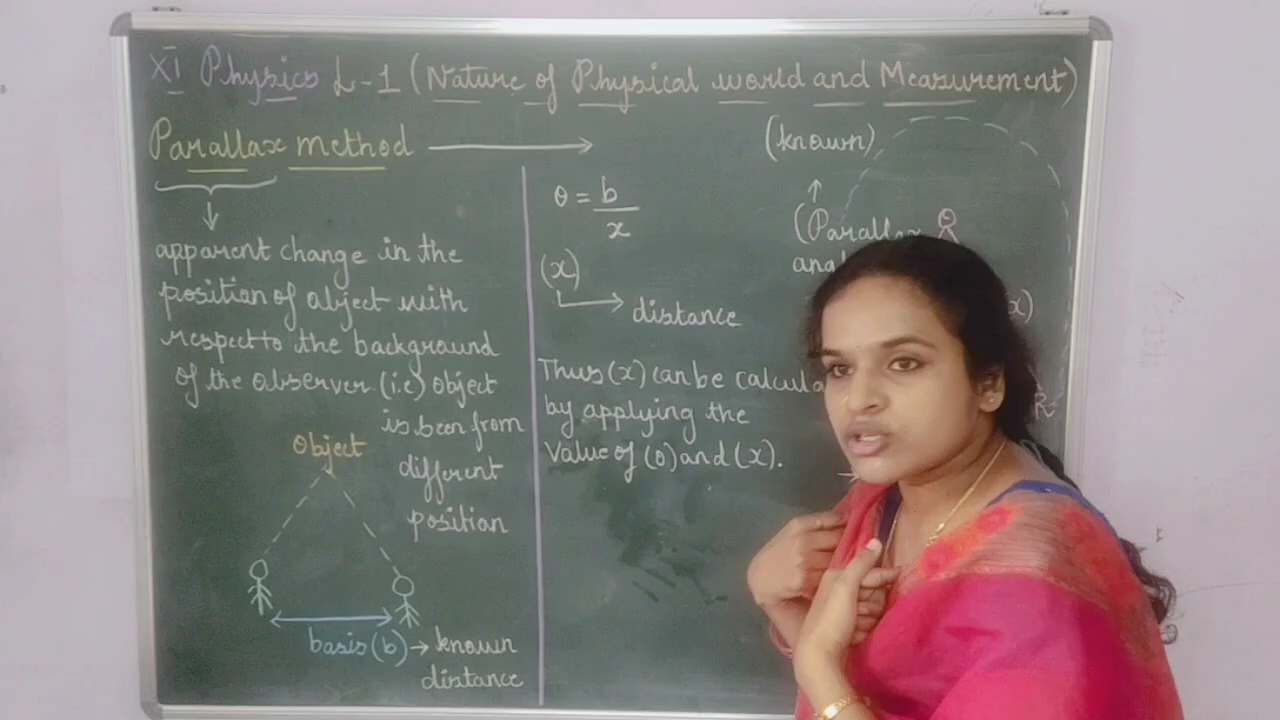 XI Physics L-1 (Nature of Physical world and Measurement)
Parallax method
apparent change in the
position of object with
respect to the background
of the observer (i.e) object
is been from
different
position
Object
basis (b) → known
distance
θ = b
x
(x)
distance
Thus (x) can be calcula
by applying the
value of (θ) and (x).
(known)
(Parallax θ
x)
R